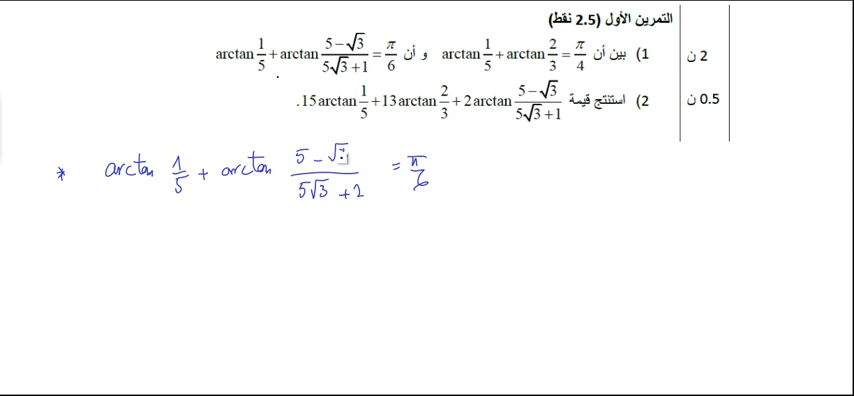 التمرين الأول (2.5 نقط)
2 ن
1) بين أن arctan 1/5 + arctan 2/3 = π/4 و أن arctan 1/5 + arctan (5-√3)/(5√3+1) = π/6
0.5 ن
2) استنتج قيمة 15arctan 1/5 + 13arctan 2/3 + 2arctan (5-√3)/(5√3+1).
* arctan 1/5 + arctan (5-√)/(5√3+2) = π/6